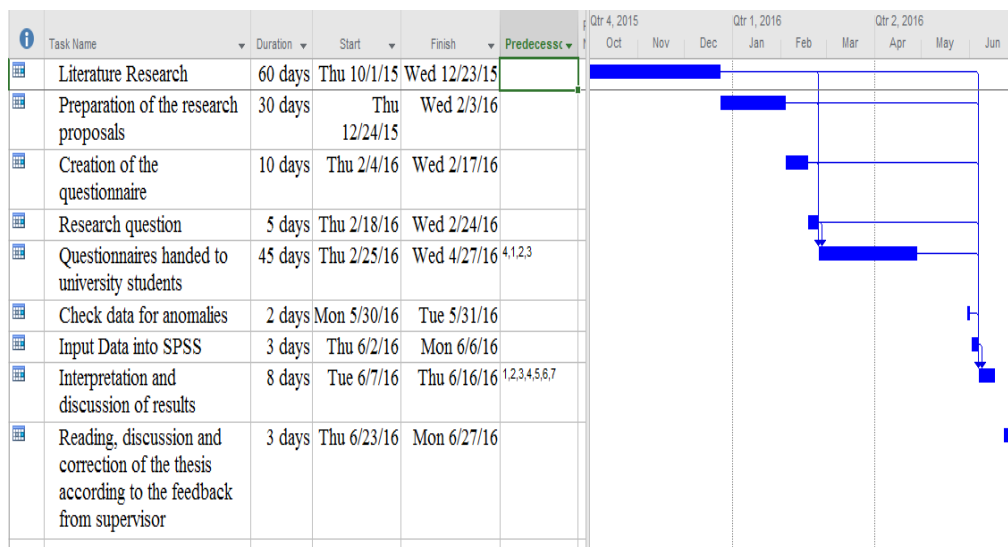 Qtr 4, 2015 Qtr 1, 2016 Qtr 2, 2016
Task Name Duration Start Finish Predecessc Oct Nov Dec Jan Feb Mar Apr May Jun
Literature Research 60 days Thu 10/1/15 Wed 12/23/15
Preparation of the research 30 days Thu Wed 2/3/16
proposals 12/24/15
Creation of the 10 days Thu 2/4/16 Wed 2/17/16
questionnaire
Research question 5 days Thu 2/18/16 Wed 2/24/16
Questionnaires handed to 45 days Thu 2/25/16 Wed 4/27/16 4,1,2,3
university students
Check data for anomalies 2 days Mon 5/30/16 Tue 5/31/16
Input Data into SPSS 3 days Thu 6/2/16 Mon 6/6/16
Interpretation and 8 days Tue 6/7/16 Thu 6/16/16 1,2,3,4,5,6,7
discussion of results
Reading, discussion and 3 days Thu 6/23/16 Mon 6/27/16
correction of the thesis
according to the feedback
from supervisor